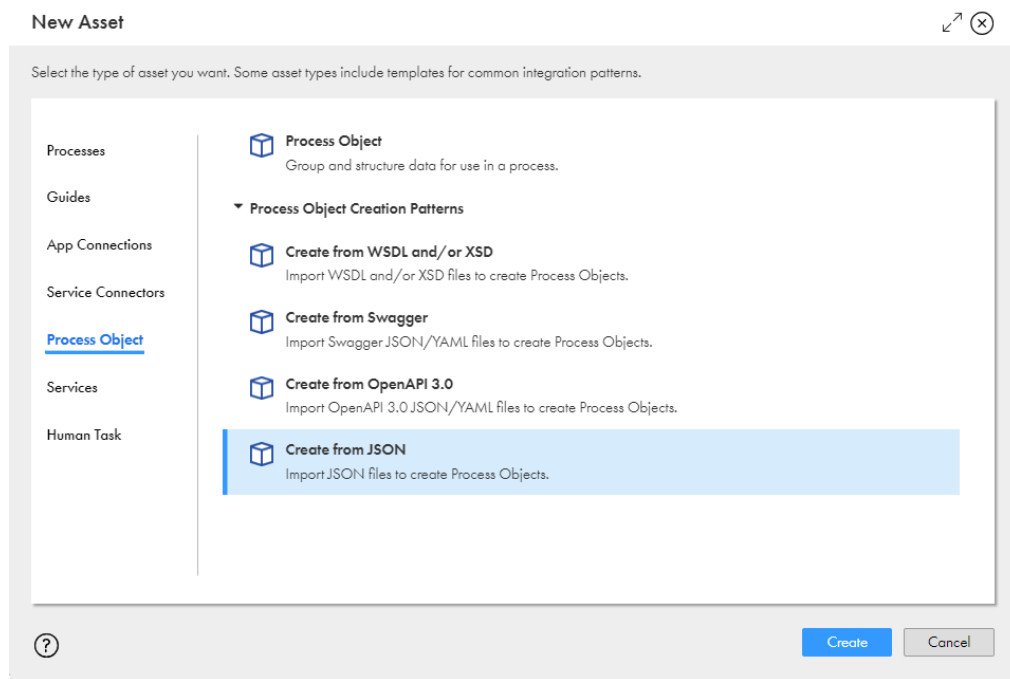 New Asset
Select the type of asset you want. Some asset types include templates for common integration patterns.
Processes
Guides
App Connections
Service Connectors
Process Object
Services
Human Task
Process Object
Group and structure data for use in a process.
Process Object Creation Patterns
Create from WSDL and/or XSD
Import WSDL and/or XSD files to create Process Objects.
Create from Swagger
Import Swagger JSON/YAML files to create Process Objects.
Create from OpenAPI 3.0
Import OpenAPI 3.0 JSON/YAML files to create Process Objects.
Create from JSON
Import JSON files to create Process Objects.
?
Create
Cancel